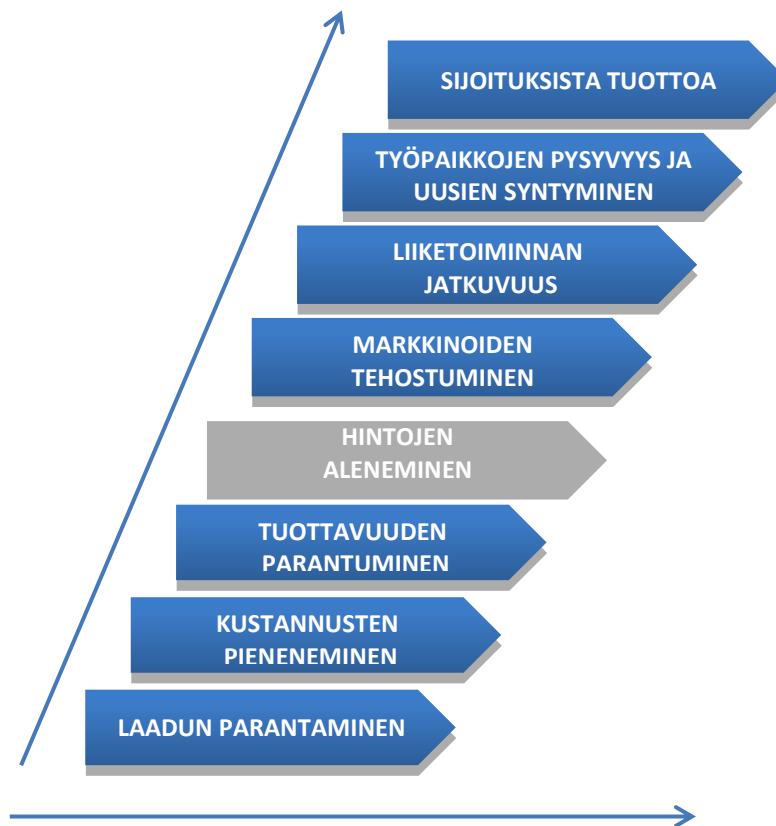 SIJOITUKSISTA TUOTTOA
TYÖPAIKKOJEN PYSYVYYS JA
UUSIEN SYNTYMINEN
LIIKETOIMINNAN
JATKUVUUS
MARKKINOIDEN
TEHOSTUMINEN
HINTOJEN
ALENEMINEN
TUOTTAVUUDEN
PARANTUMINEN
KUSTANNUSTEN
PIENENEMINEN
LAADUN PARANTAMINEN